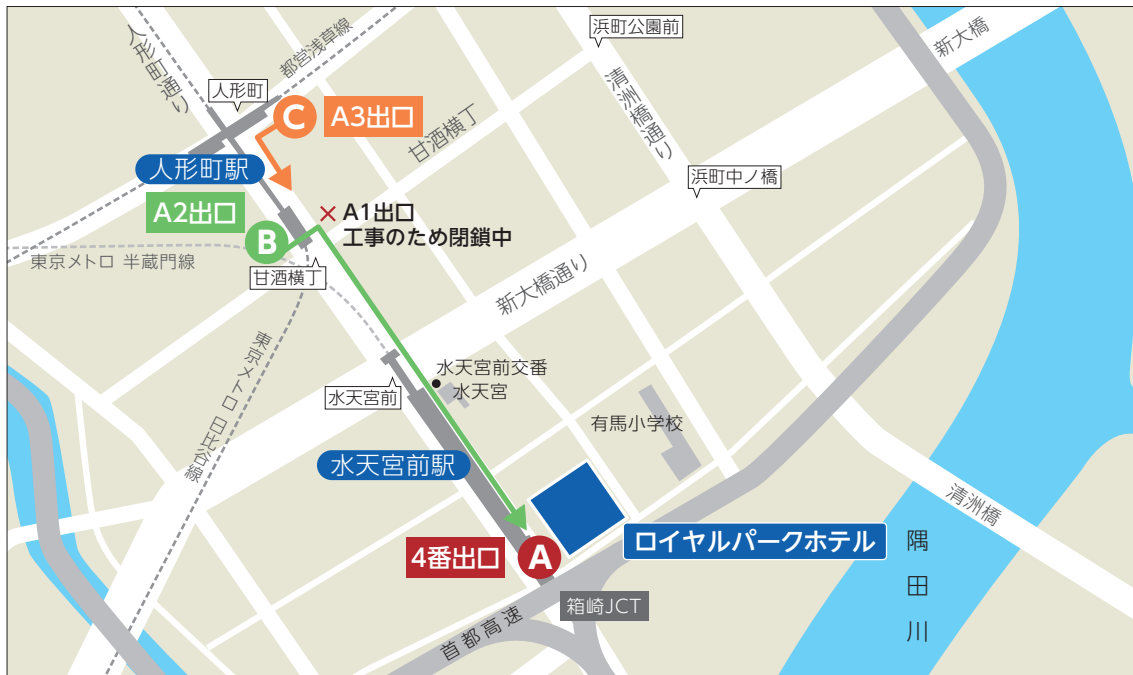 人形町通り
都営浅草線
浜町公園前
新大橋
人形町
C
A3出口
甘酒横丁
清洲橋通り
人形町駅
浜町中ノ橋
A2出口
× A1出口
工事のため閉鎖中
B
東京メトロ 半蔵門線
甘酒横丁
新大橋通り
東京メトロ 日比谷線
水天宮前交番
水天宮
水天宮前
有馬小学校
水天宮前駅
清洲橋
ロイヤルパークホテル
隅田川
4番出口
A
箱崎JCT
首都高速